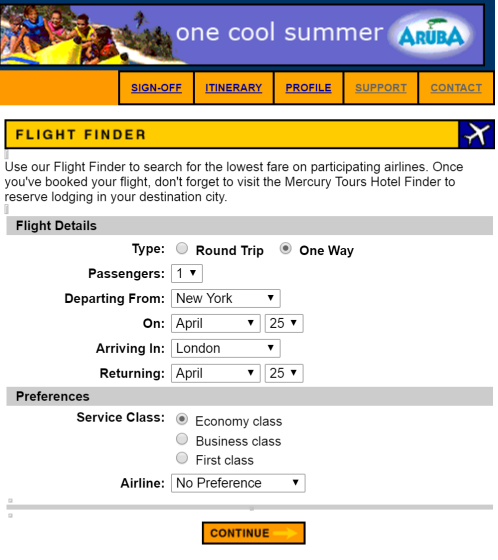 one cool summer ARUBA
SIGN-OFF ITINERARY PROFILE SUPPORT CONTACT
FLIGHT FINDER
Use our Flight Finder to search for the lowest fare on participating airlines. Once
you've booked your flight, don't forget to visit the Mercury Tours Hotel Finder to
reserve lodging in your destination city.
Flight Details
Type: Round Trip One Way
Passengers: 1
Departing From: New York
On: April 25
Arriving In: London
Returning: April 25
Preferences
Service Class: Economy class
Business class
First class
Airline: No Preference
CONTINUE